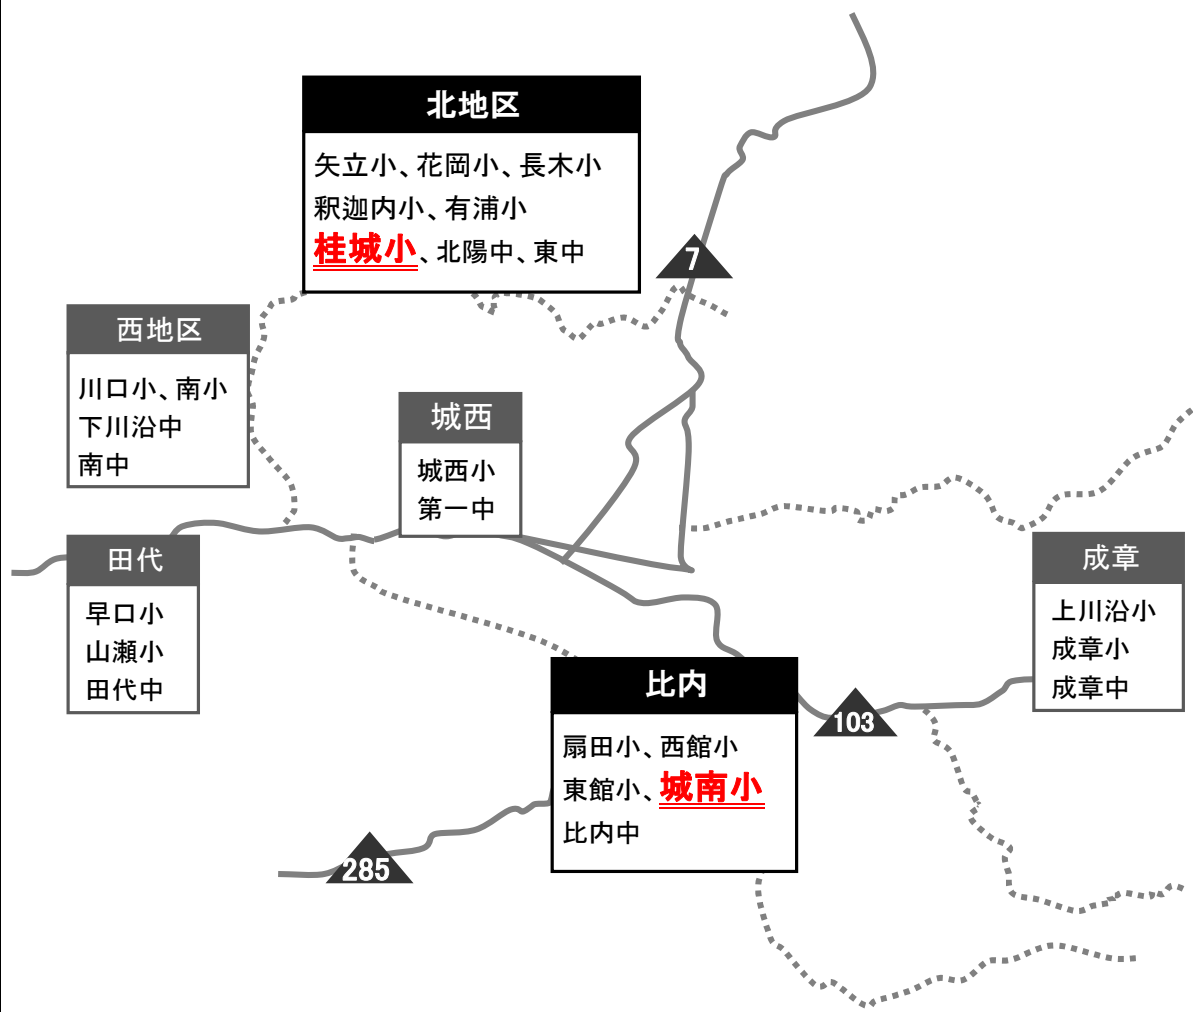 北地区
矢立小、花岡小、長木小
釈迦内小、有浦小
桂城小、北陽中、東中
7
西地区
川口小、南小
下川沿中
南中
城西
城西小
第一中
田代
早口小
山瀬小
田代中
成章
上川沿小
成章小
成章中
比内
扇田小、西館小
東館小、城南小
比内中
103
285